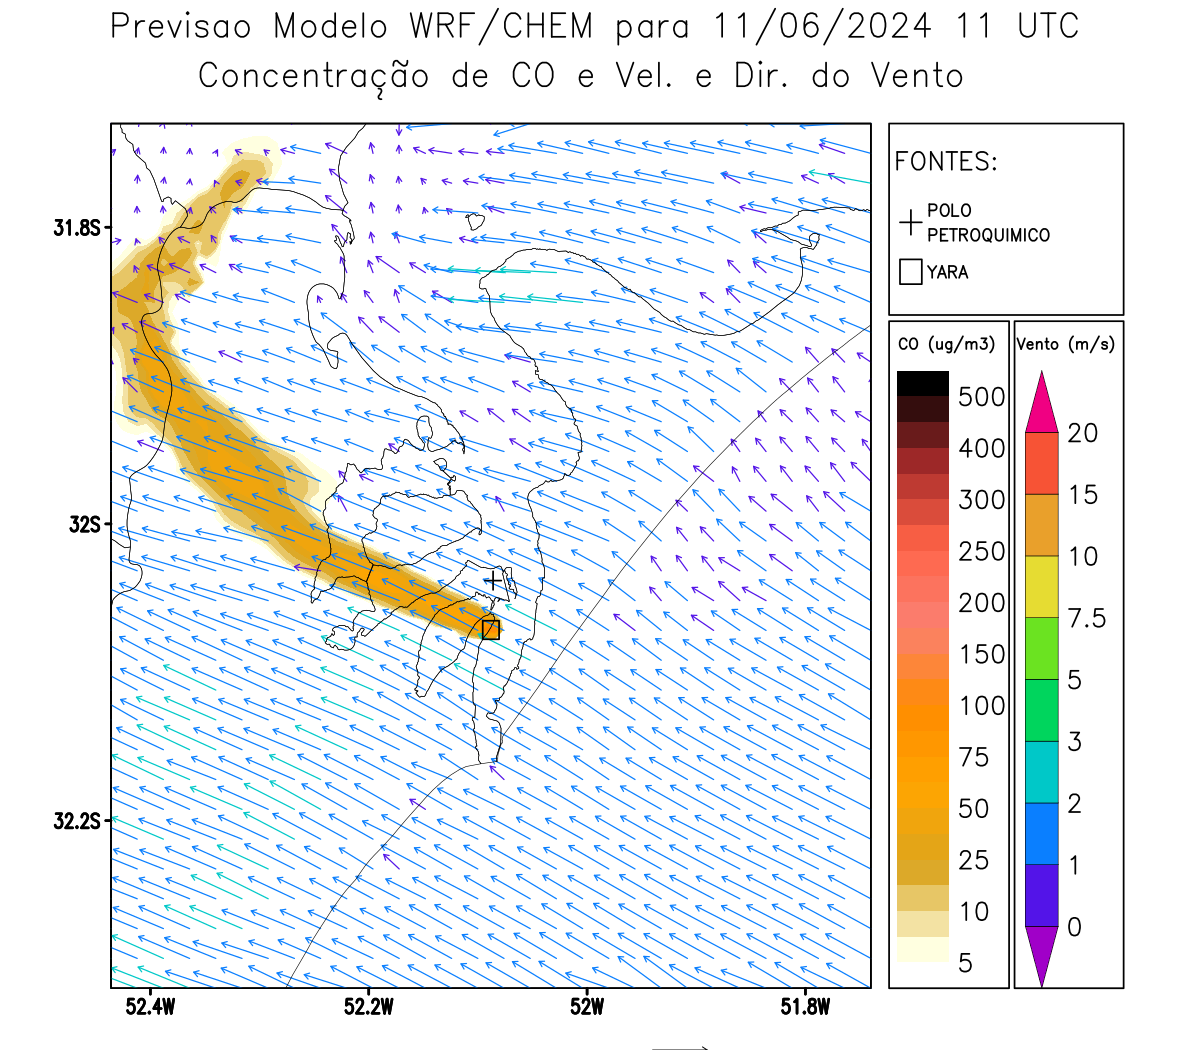 Previsao Modelo WRF/CHEM para 11/06/2024 11 UTC
Concentração de CO e Vel. e Dir. do Vento
FONTES:
POLO
PETROQUIMICO
YARA
CO (ug/m3)
500
400
300
250
200
150
100
75
50
25
10
5
Vento (m/s)
20
15
10
7.5
5
3
2
1
0
31.8S
32S
32.2S
52.4W
52.2W
52W
51.8W